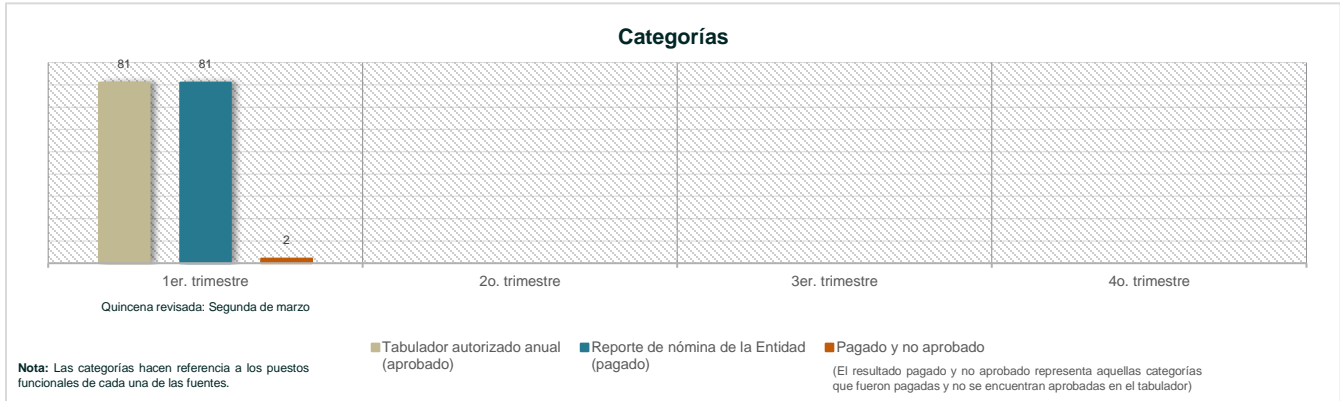 Categorías
81
81
2
1er. trimestre
2o. trimestre
3er. trimestre
4o. trimestre
Quincena revisada: Segunda de marzo
Tabulador autorizado anual
(aprobado)
Reporte de nómina de la Entidad
(pagado)
Pagado y no aprobado
(El resultado pagado y no aprobado representa aquellas categorías
que fueron pagadas y no se encuentran aprobadas en el tabulador)
Nota: Las categorías hacen referencia a los puestos
funcionales de cada una de las fuentes.